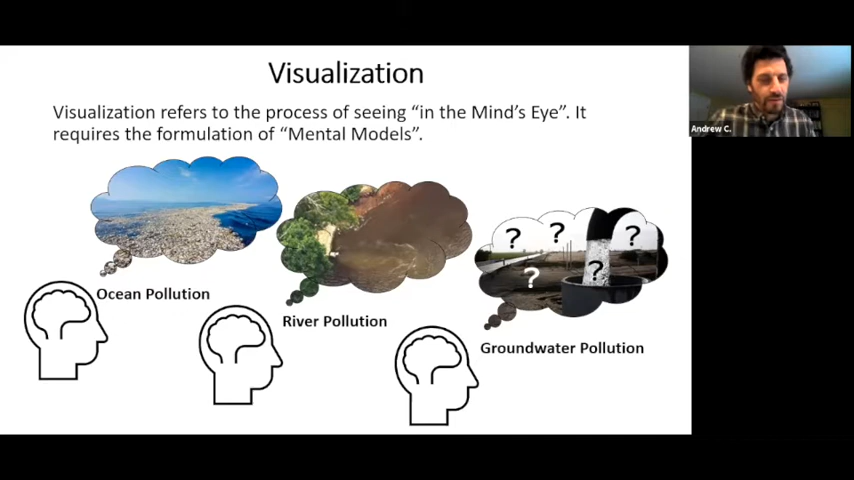 Visualization
Visualization refers to the process of seeing “in the Mind’s Eye”. It
requires the formulation of “Mental Models”.
? ? ?
? ?
Ocean Pollution
River Pollution
Groundwater Pollution
Andrew C.